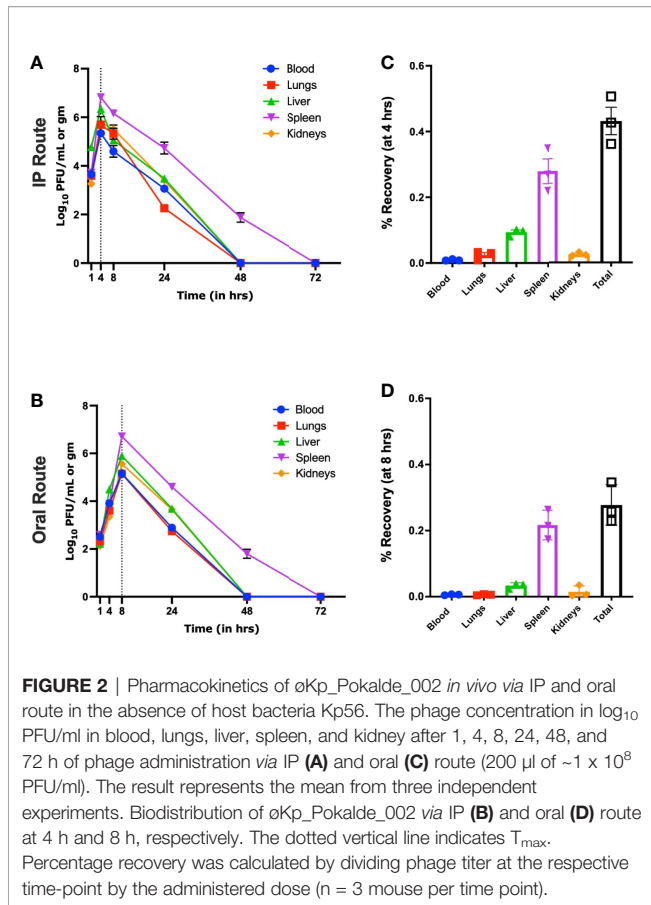 A
IP Route
Log10 PFU/mL or gm
8
6
4
2
0
1 4 8 24 48 72
Time (in hrs)
Blood
Lungs
Liver
Spleen
Kidneys
C
% Recovery (at 4 hrs)
0.6
0.4
0.2
0.0
Blood
Lungs
Liver
Spleen
Kidneys
Total
B
Oral Route
Log10 PFU/mL or gm
8
6
4
2
0
1 4 8 24 48 72
Time (in hrs)
Blood
Lungs
Liver
Spleen
Kidneys
D
% Recovery (at 8 hrs)
0.6
0.4
0.2
0.0
Blood
Lungs
Liver
Spleen
Kidneys
Total
FIGURE 2 | Pharmacokinetics of øKp_Pokalde_002 in vivo via IP and oral
route in the absence of host bacteria Kp56. The phage concentration in log10
PFU/ml in blood, lungs, liver, spleen, and kidney after 1, 4, 8, 24, 48, and
72 h of phage administration via IP (A) and oral (C) route (200 µl of ~1 x 10⁸
PFU/ml). The result represents the mean from three independent
experiments. Biodistribution of øKp_Pokalde_002 via IP (B) and oral (D) route
at 4 h and 8 h, respectively. The dotted vertical line indicates Tmax.
Percentage recovery was calculated by dividing phage titer at the respective
time-point by the administered dose (n = 3 mouse per time point).